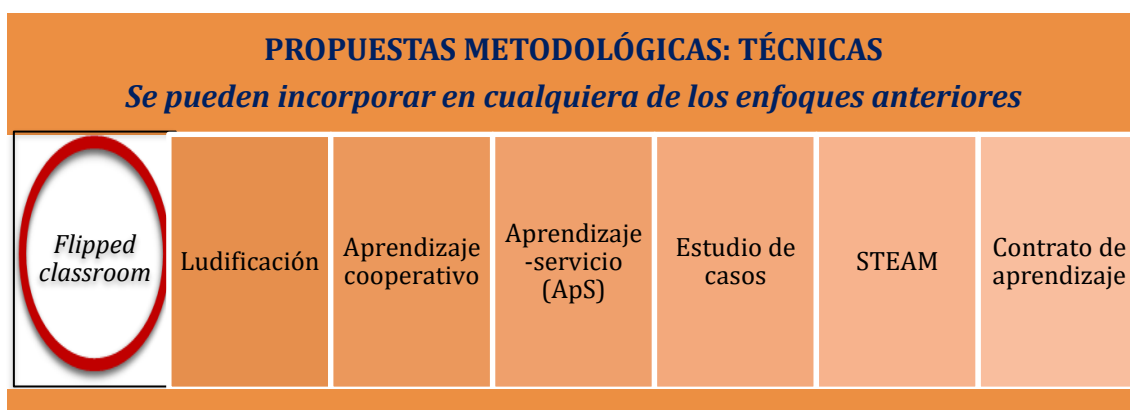 PROPUESTAS METODOLÓGICAS: TÉCNICAS
Se pueden incorporar en cualquiera de los enfoques anteriores
Flipped
classroom
Ludificación
Aprendizaje
cooperativo
Aprendizaje
-servicio
(ApS)
Estudio de
casos
STEAM
Contrato de
aprendizaje